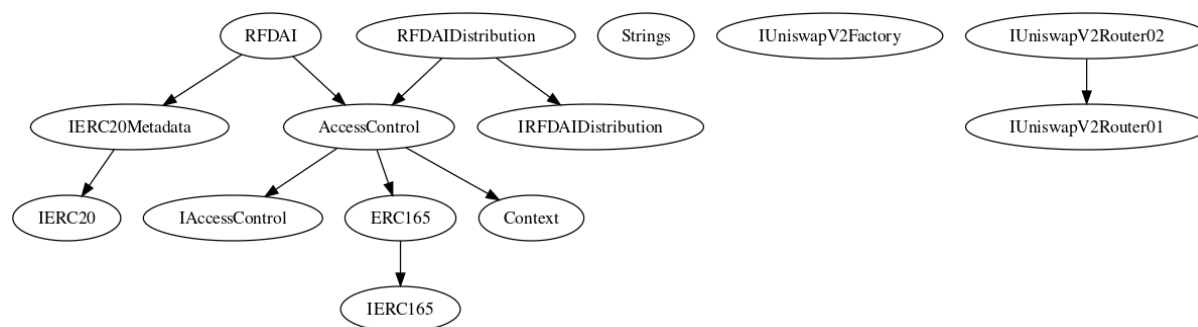 RFDAI
RFDAIDistribution
Strings
IUniswapV2Factory
IUniswapV2Router02
IERC20Metadata
AccessControl
IRFDAIDistribution
IUniswapV2Router01
IERC20
IAccessControl
ERC165
Context
IERC165